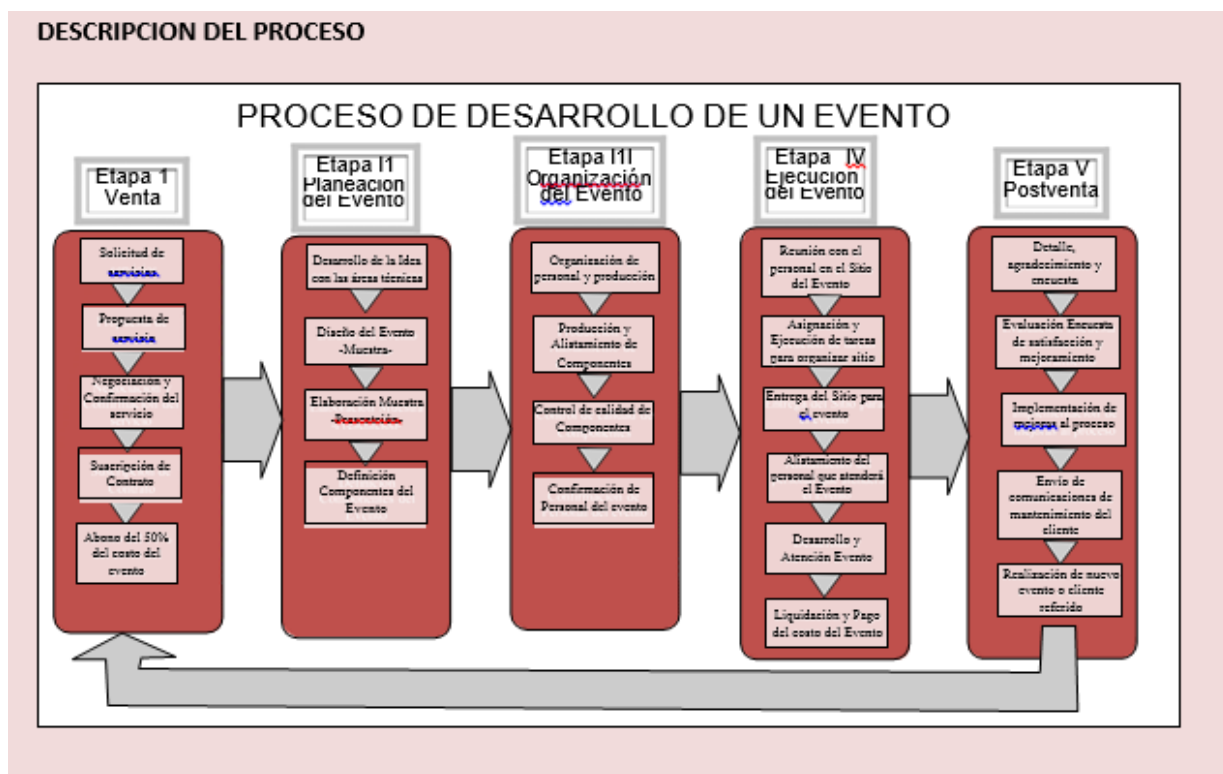 DESCRIPCION DEL PROCESO
PROCESO DE DESARROLLO DE UN EVENTO
Etapa 1
Venta
Solicitud de
servicios.
Propuesta de
servicio
Negociación y
Confirmación del
servicio
Suscripción de
Contrato
Abono del 50%
del costo del
evento
Etapa I1
Planeación
del Evento
Desarrollo de la Idea
con las áreas técnicas
Diseño del Evento
-Muestra-
Elaboración Muestra
-Presentción-
Definición
Componentes del
Evento
Etapa I1I
Organización
del Evento
Organización de
personal y producción
Producción y
Alistamiento de
Componentes
Control de calidad de
Componentes
Confirmación de
Personal del evento
Etapa IV
Ejecución
del Evento
Reunión con el
personal en el Sitio
del Evento
Asignación y
Ejecución de tareas
para organizar sitio
Entrega del Sitio para
el evento
Alistamiento del
personal que atenderá
el Evento
Desarrollo y
Atención Evento
Liquidación y Pago
del costo del Evento
Etapa V
Postventa
Detalle,
agradecimiento y
encuesta
Evaluación Encuesta
de satisfacción y
mejoramiento
Implementación de
mejoras al proceso
Envío de
comunicaciones de
mantenimiento del
cliente
Realización de nuevo
evento o cliente
referido